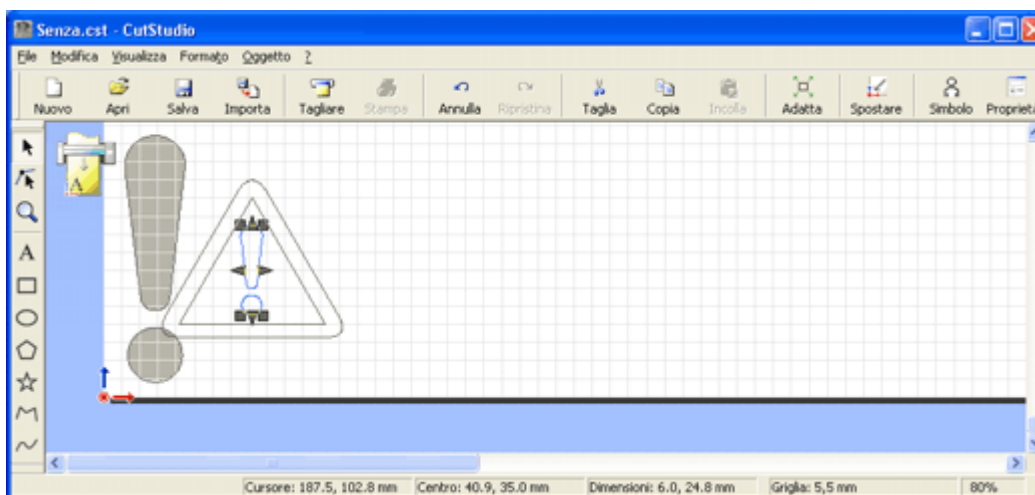 Senza.cst - CutStudio
File Modifica Visualizza Formato Oggetto ?
Nuovo Apri Salva Importa Tagliare Stampa Annulla Ripristina Taglia Copia Incolla Adatta Spostare Simbolo Propriet
A
A
Cursore: 187.5, 102.8 mm Centro: 40.9, 35.0 mm Dimensioni: 6.0, 24.8 mm Griglia: 5,5 mm 80%